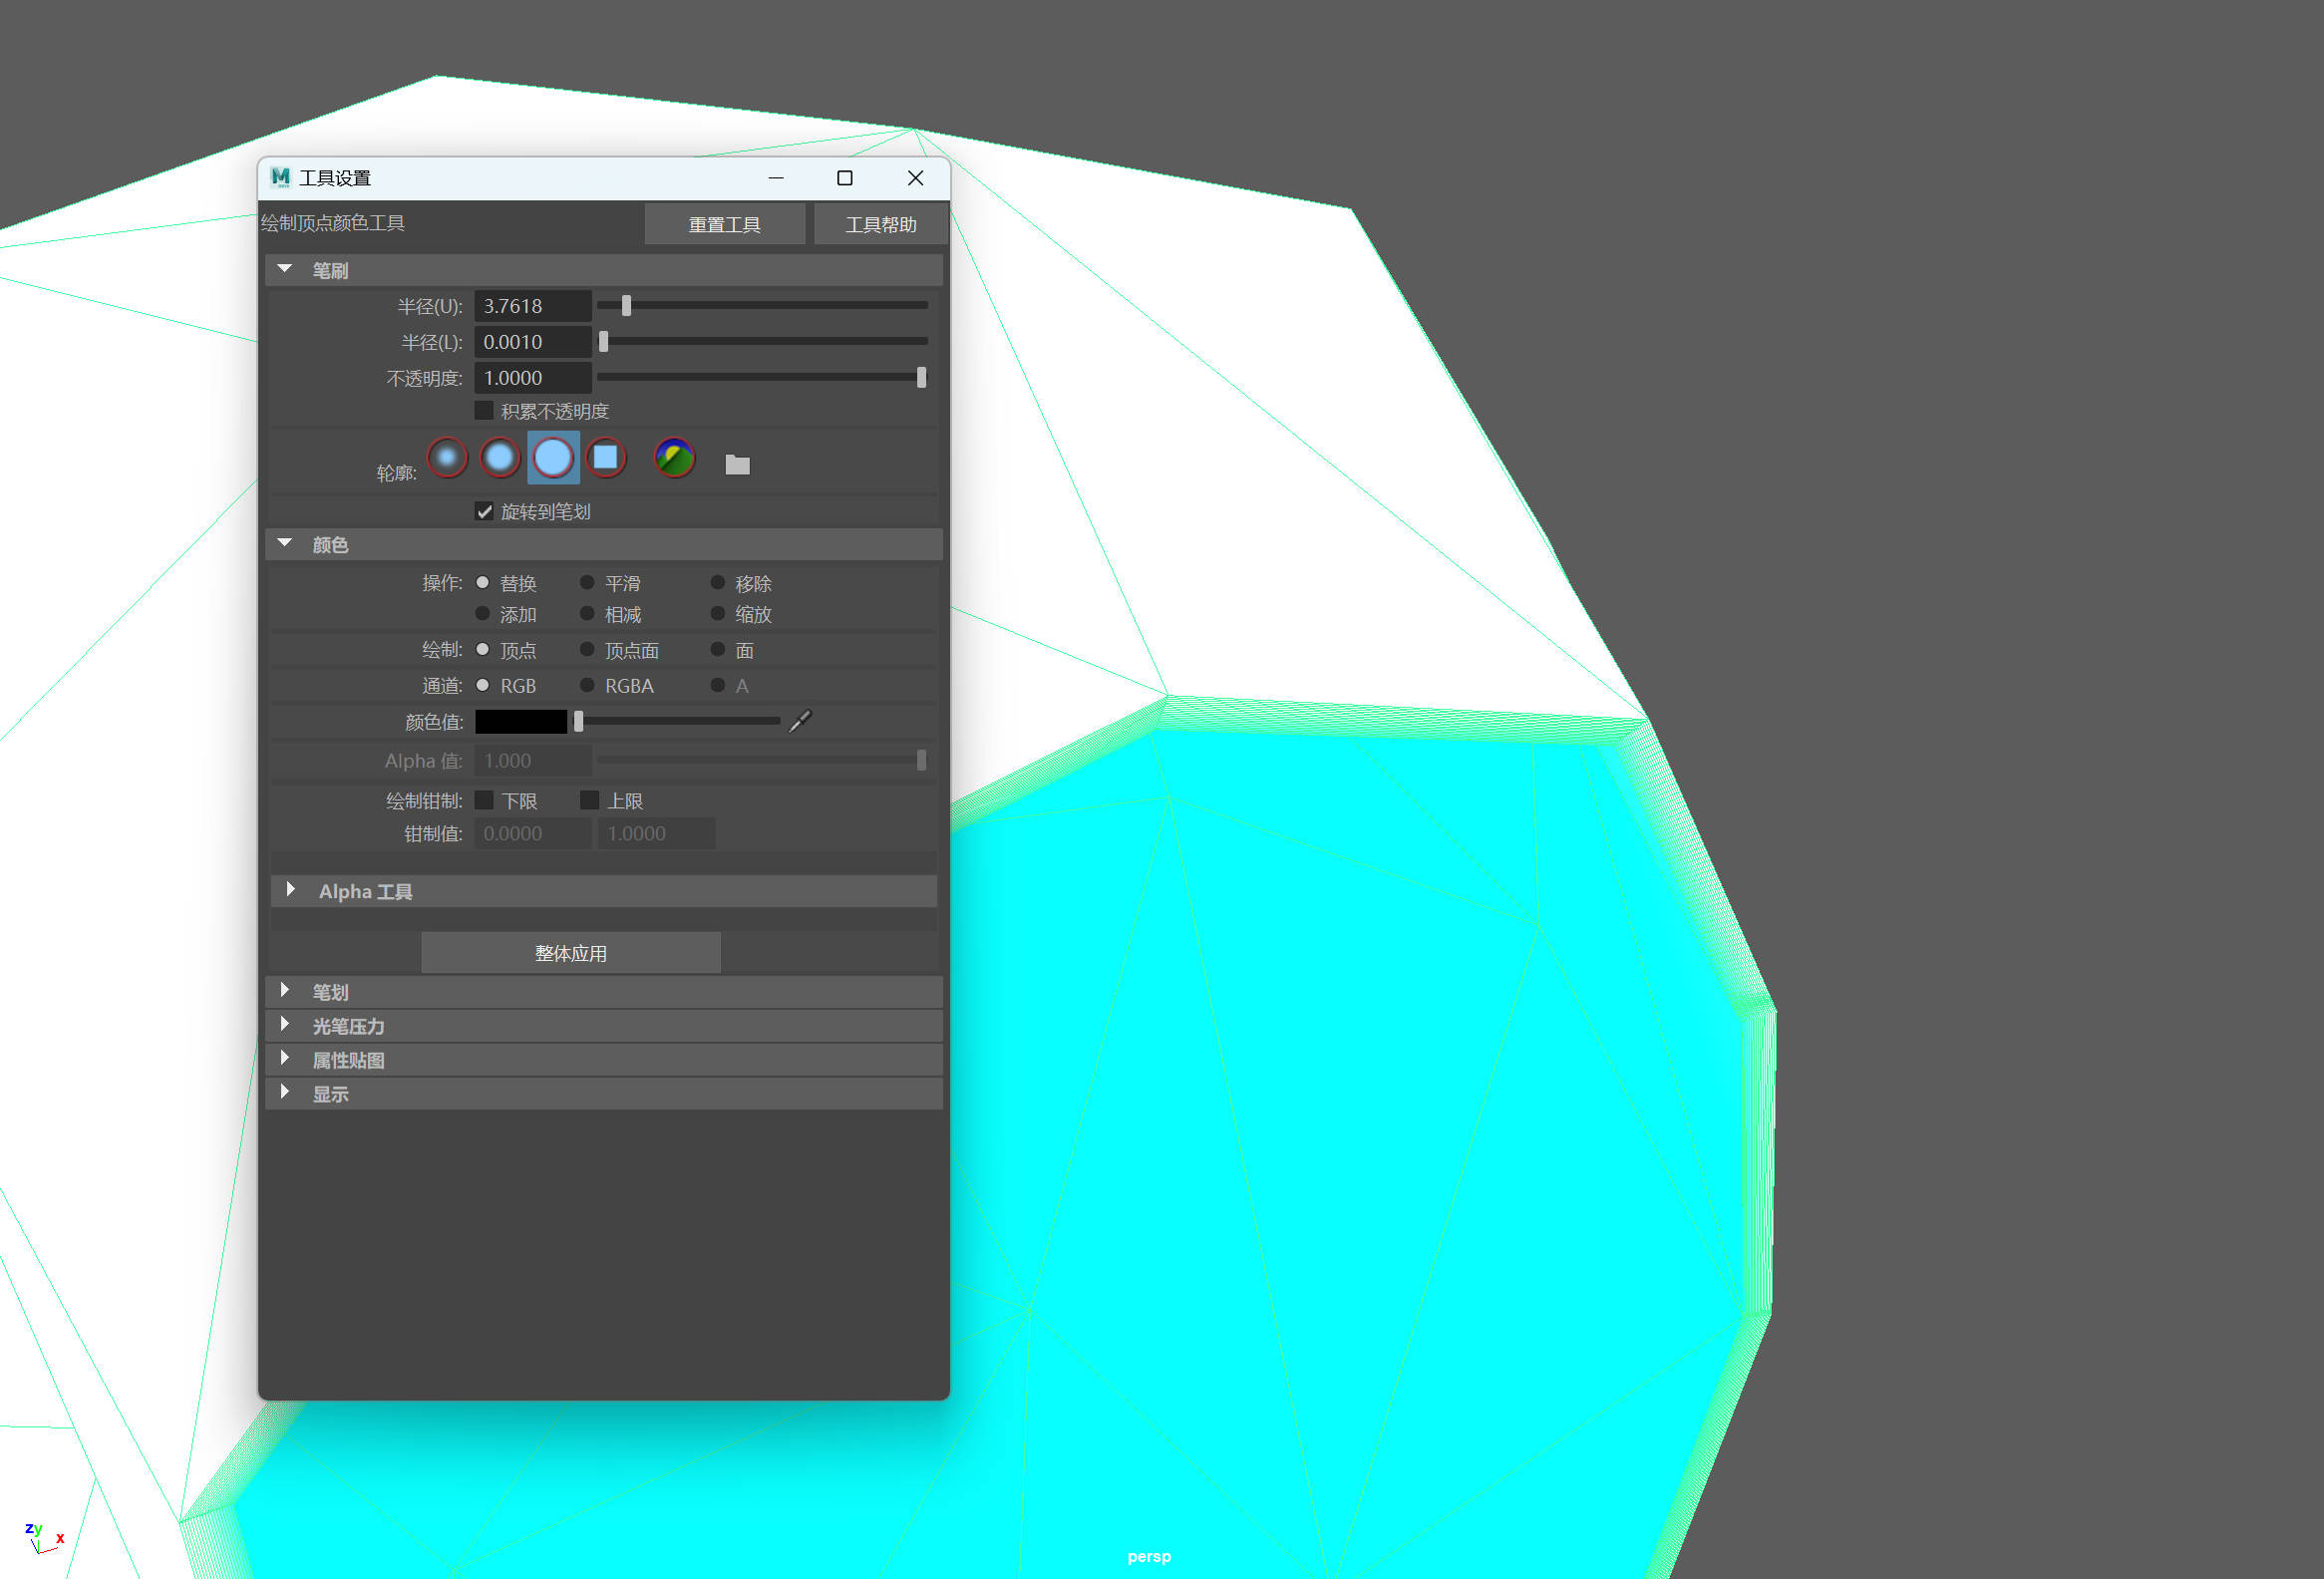 工具设置
绘制顶点颜色工具 重置工具 工具帮助
笔刷
半径(U): 3.7618
半径(L): 0.0010
不透明度: 1.0000
积累不透明度
轮廓:
旋转到笔划
颜色
操作: 替换 平滑 移除
添加 相减 缩放
绘制: 顶点 顶点面 面
通道: RGB RGBA A
颜色值:
Alpha 值: 1.000
绘制钳制: 下限 上限
钳制值: 0.0000 1.0000
Alpha 工具
整体应用
笔划
光笔压力
属性贴图
显示
zy x
persp